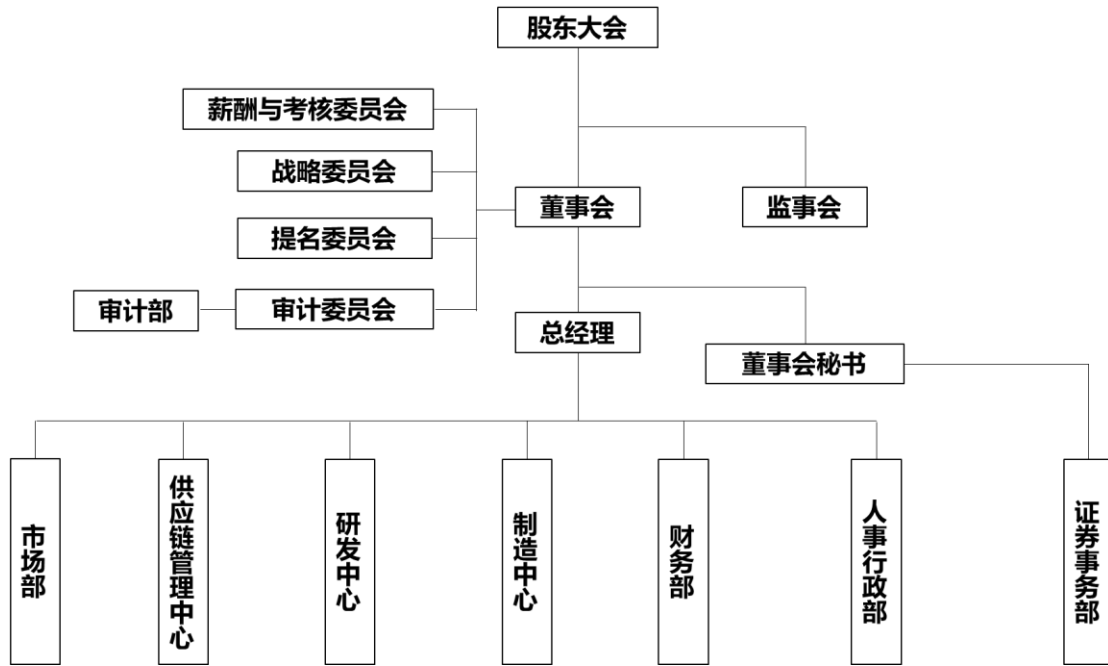 股东大会
薪酬与考核委员会
战略委员会
董事会
监事会
提名委员会
审计部
审计委员会
总经理
董事会秘书
市场部
供应链管理中心
研发中心
制造中心
财务部
人事行政部
证券事务部